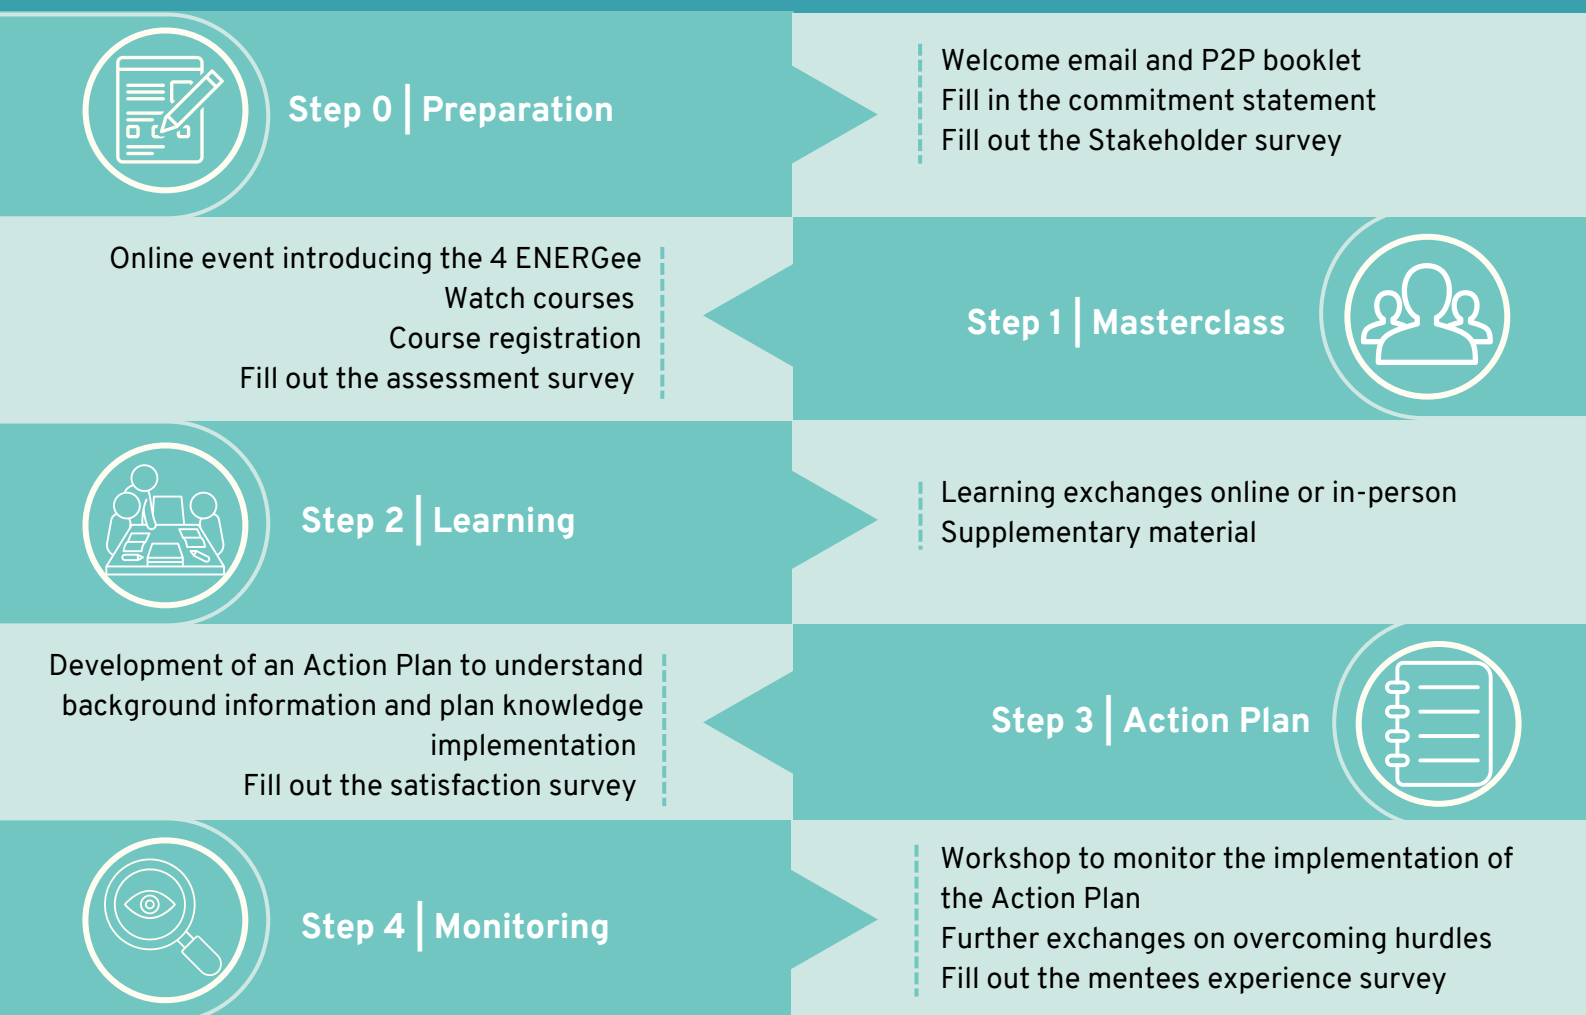 Step 0 | Preparation
Welcome email and P2P booklet
Fill in the commitment statement
Fill out the Stakeholder survey
Online event introducing the 4 ENERGee
Watch courses
Course registration
Fill out the assessment survey
Step 1 | Masterclass
Step 2 | Learning
Learning exchanges online or in-person
Supplementary material
Development of an Action Plan to understand
background information and plan knowledge
implementation
Fill out the satisfaction survey
Step 3 | Action Plan
Step 4 | Monitoring
Workshop to monitor the implementation of
the Action Plan
Further exchanges on overcoming hurdles
Fill out the mentees experience survey